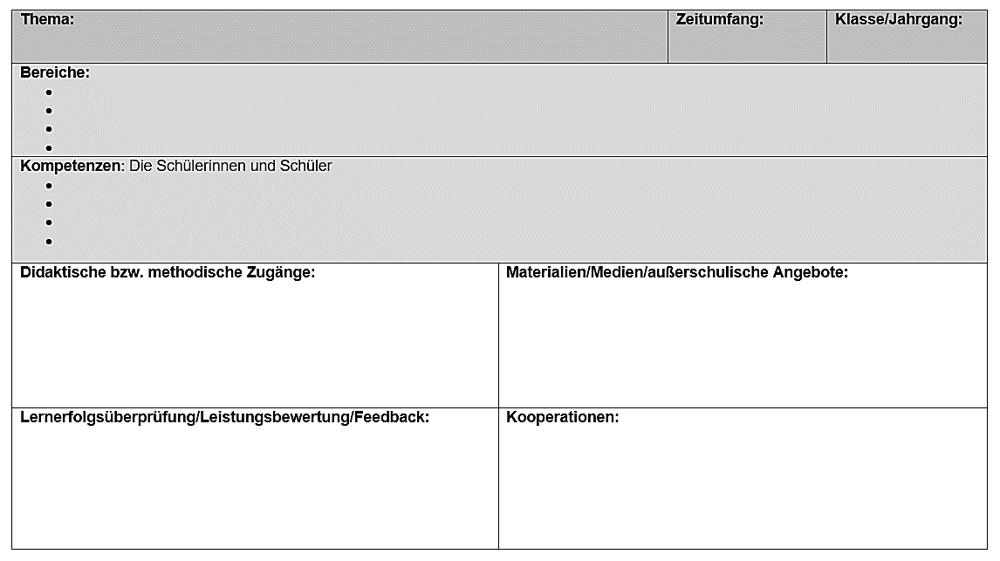 Thema:
Zeitumfang:
Klasse/Jahrgang:
Bereiche:
•
•
•
•
Kompetenzen: Die Schülerinnen und Schüler
•
•
•
•
Didaktische bzw. methodische Zugänge:
Materialien/Medien/außerschulische Angebote:
Lernerfolgsüberprüfung/Leistungsbewertung/Feedback:
Kooperationen: